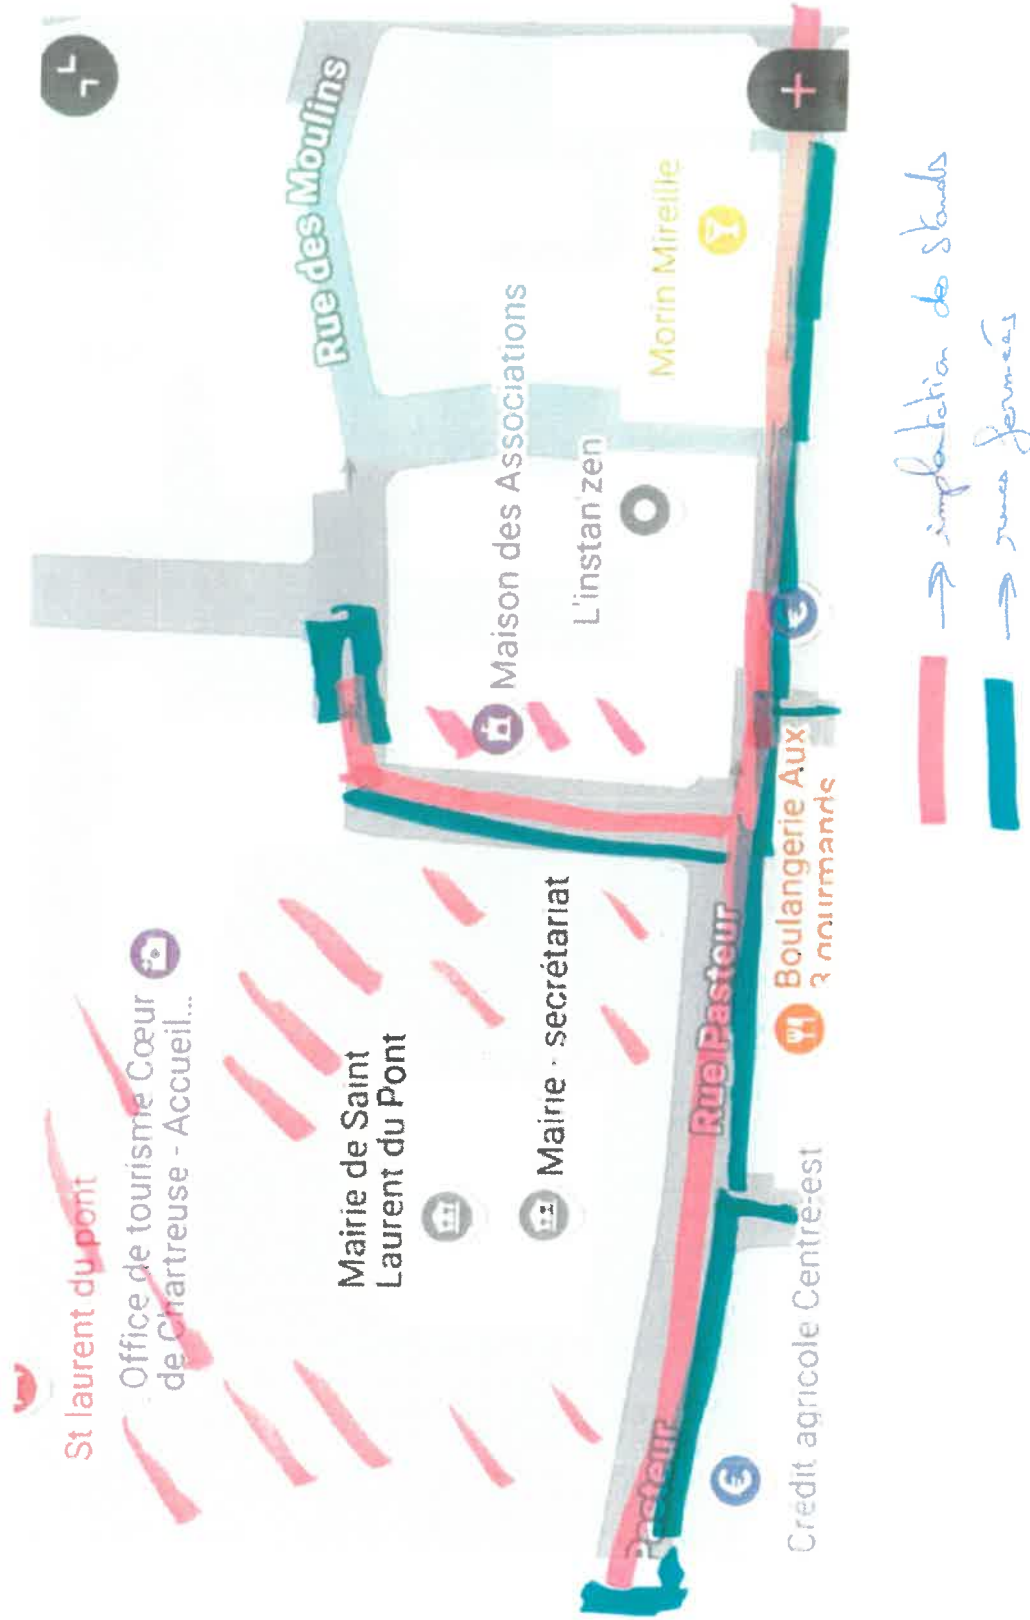 St laurent du pont
Office de tourisme Cœur
de Chartreuse - Accueil...
Mairie de Saint
Laurent du Pont
Mairie - secrétariat
Rue des Moulins
Maison des Associations
L'instan'zen
Morin Mireille
Pasteur
Rue Pasteur
Crédit agricole Centre-est
Boulangerie Aux
3 gourmands
→ implantation des stands
→ rues fermées